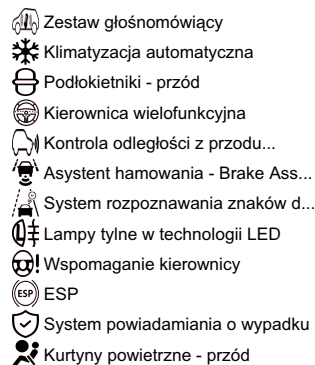 Zestaw głośnomówiący
Klimatyzacja automatyczna
Podłokietniki - przód
Kierownica wielofunkcyjna
Kontrola odległości z przodu...
Asystent hamowania - Brake Ass...
System rozpoznawania znaków d...
Lampy tylne w technologii LED
Wspomaganie kierownicy
ESP ESP
System powiadamiania o wypadku
Kurtyny powietrzne - przód